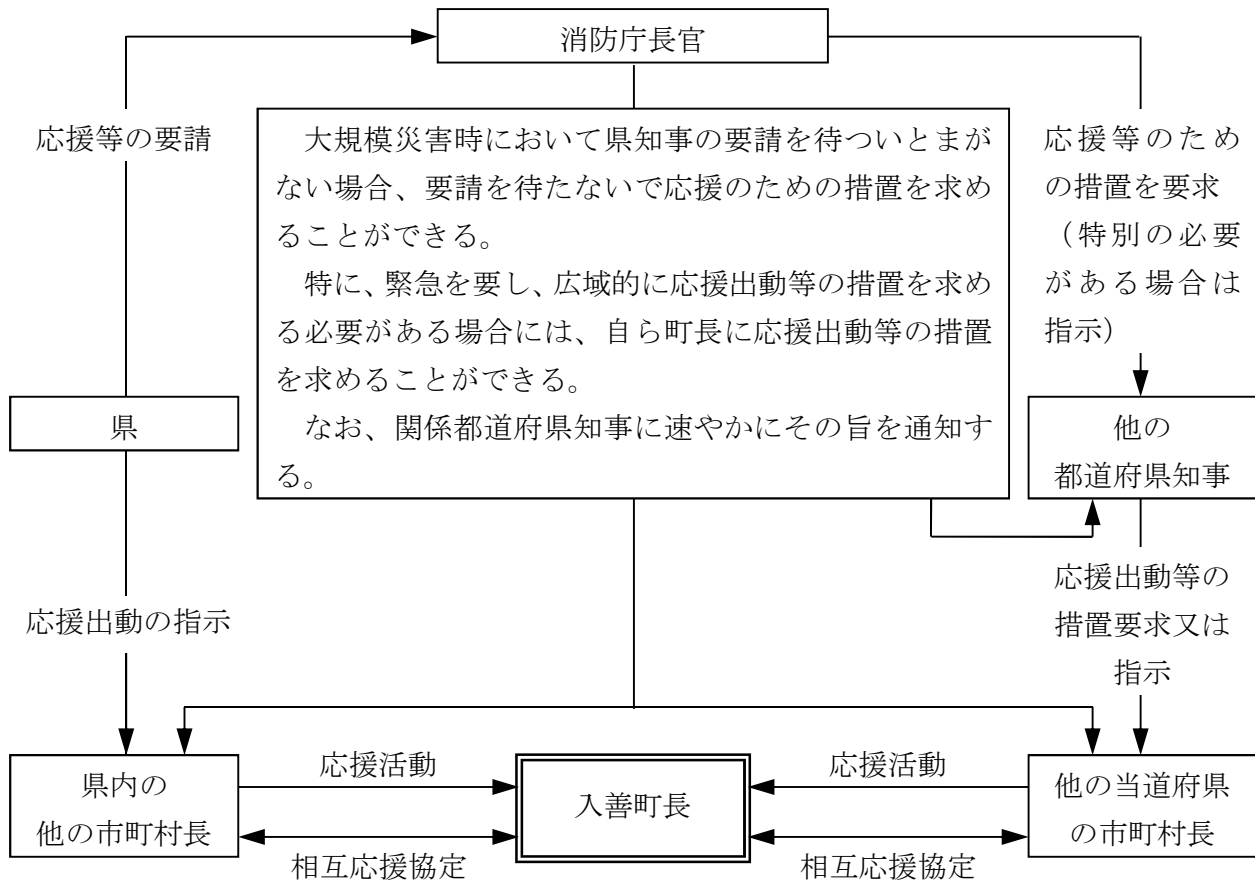 消防庁長官
応援等の要請
大規模災害時において県知事の要請を待ついとまが
ない場合、要請を待たないで応援のための措置を求め
ることができる。
特に、緊急を要し、広域的に応援出動等の措置を求め
る必要がある場合には、自ら町長に応援出動等の措置
を求めることができる。
なお、関係都道府県知事に速やかにその旨を通知す
る。
応援等のため
の措置を要求
（特別の必要
がある場合は
指示）
県
他の
都道府県知事
応援出動の指示
応援出動等の
措置要求又は
指示
県内の
他の市町村長
応援活動
相互応援協定
入善町長
応援活動
相互応援協定
他の当道府県
の市町村長